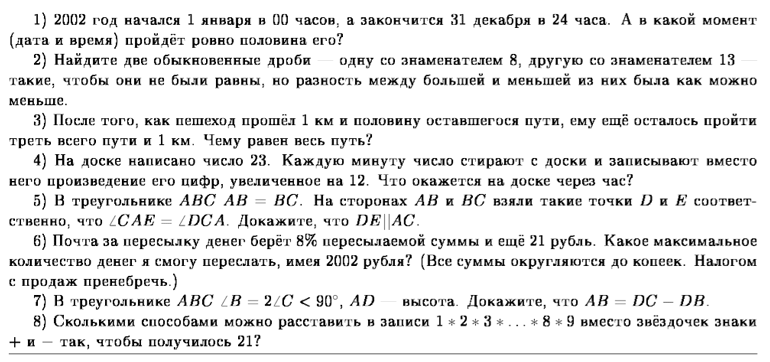 1) 2002 год начался 1 января в 00 часов, а закончится 31 декабря в 24 часа. А в какой момент
(дата и время) пройдёт ровно половина его?
2) Найдите две обыкновенные дроби — одну со знаменателем 8, другую со знаменателем 13 —
такие, чтобы они не были равны, но разность между большей и меньшей из них была как можно
меньше.
3) После того, как пешеход прошёл 1 км и половину оставшегося пути, ему ещё осталось пройти
треть всего пути и 1 км. Чему равен весь путь?
4) На доске написано число 23. Каждую минуту число стирают с доски и записывают вместо
него произведение его цифр, увеличенное на 12. Что окажется на доске через час?
5) В треугольнике ABC AB = BC. На сторонах AB и BC взяли такие точки D и E соответ-
ственно, что ∠CAE = ∠DCA. Докажите, что DE||AC.
6) Почта за пересылку денег берёт 8% пересылаемой суммы и ещё 21 рубль. Какое максимальное
количество денег я смогу переслать, имея 2002 рубля? (Все суммы округляются до копеек. Налогом
с продаж пренебречь.)
7) В треугольнике ABC ∠B = 2∠C < 90°, AD — высота. Докажите, что AB = DC − DB.
8) Сколькими способами можно расставить в записи 1 * 2 * 3 * ... * 8 * 9 вместо звёздочек знаки
+ и − так, чтобы получилось 21?